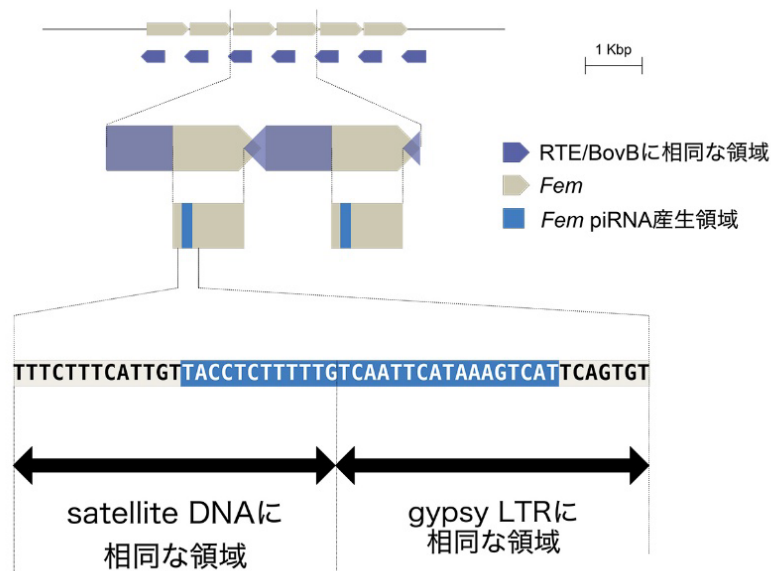 1 Kbp
RTE/BovBに相同な領域
Fem
Fem piRNA産生領域
TTTCTTTCATTGTTACCTCTTTTTGTCAATTCATAAAGTCATTCAGTGT
satellite DNAに
相同な領域
gypsy LTRに
相同な領域